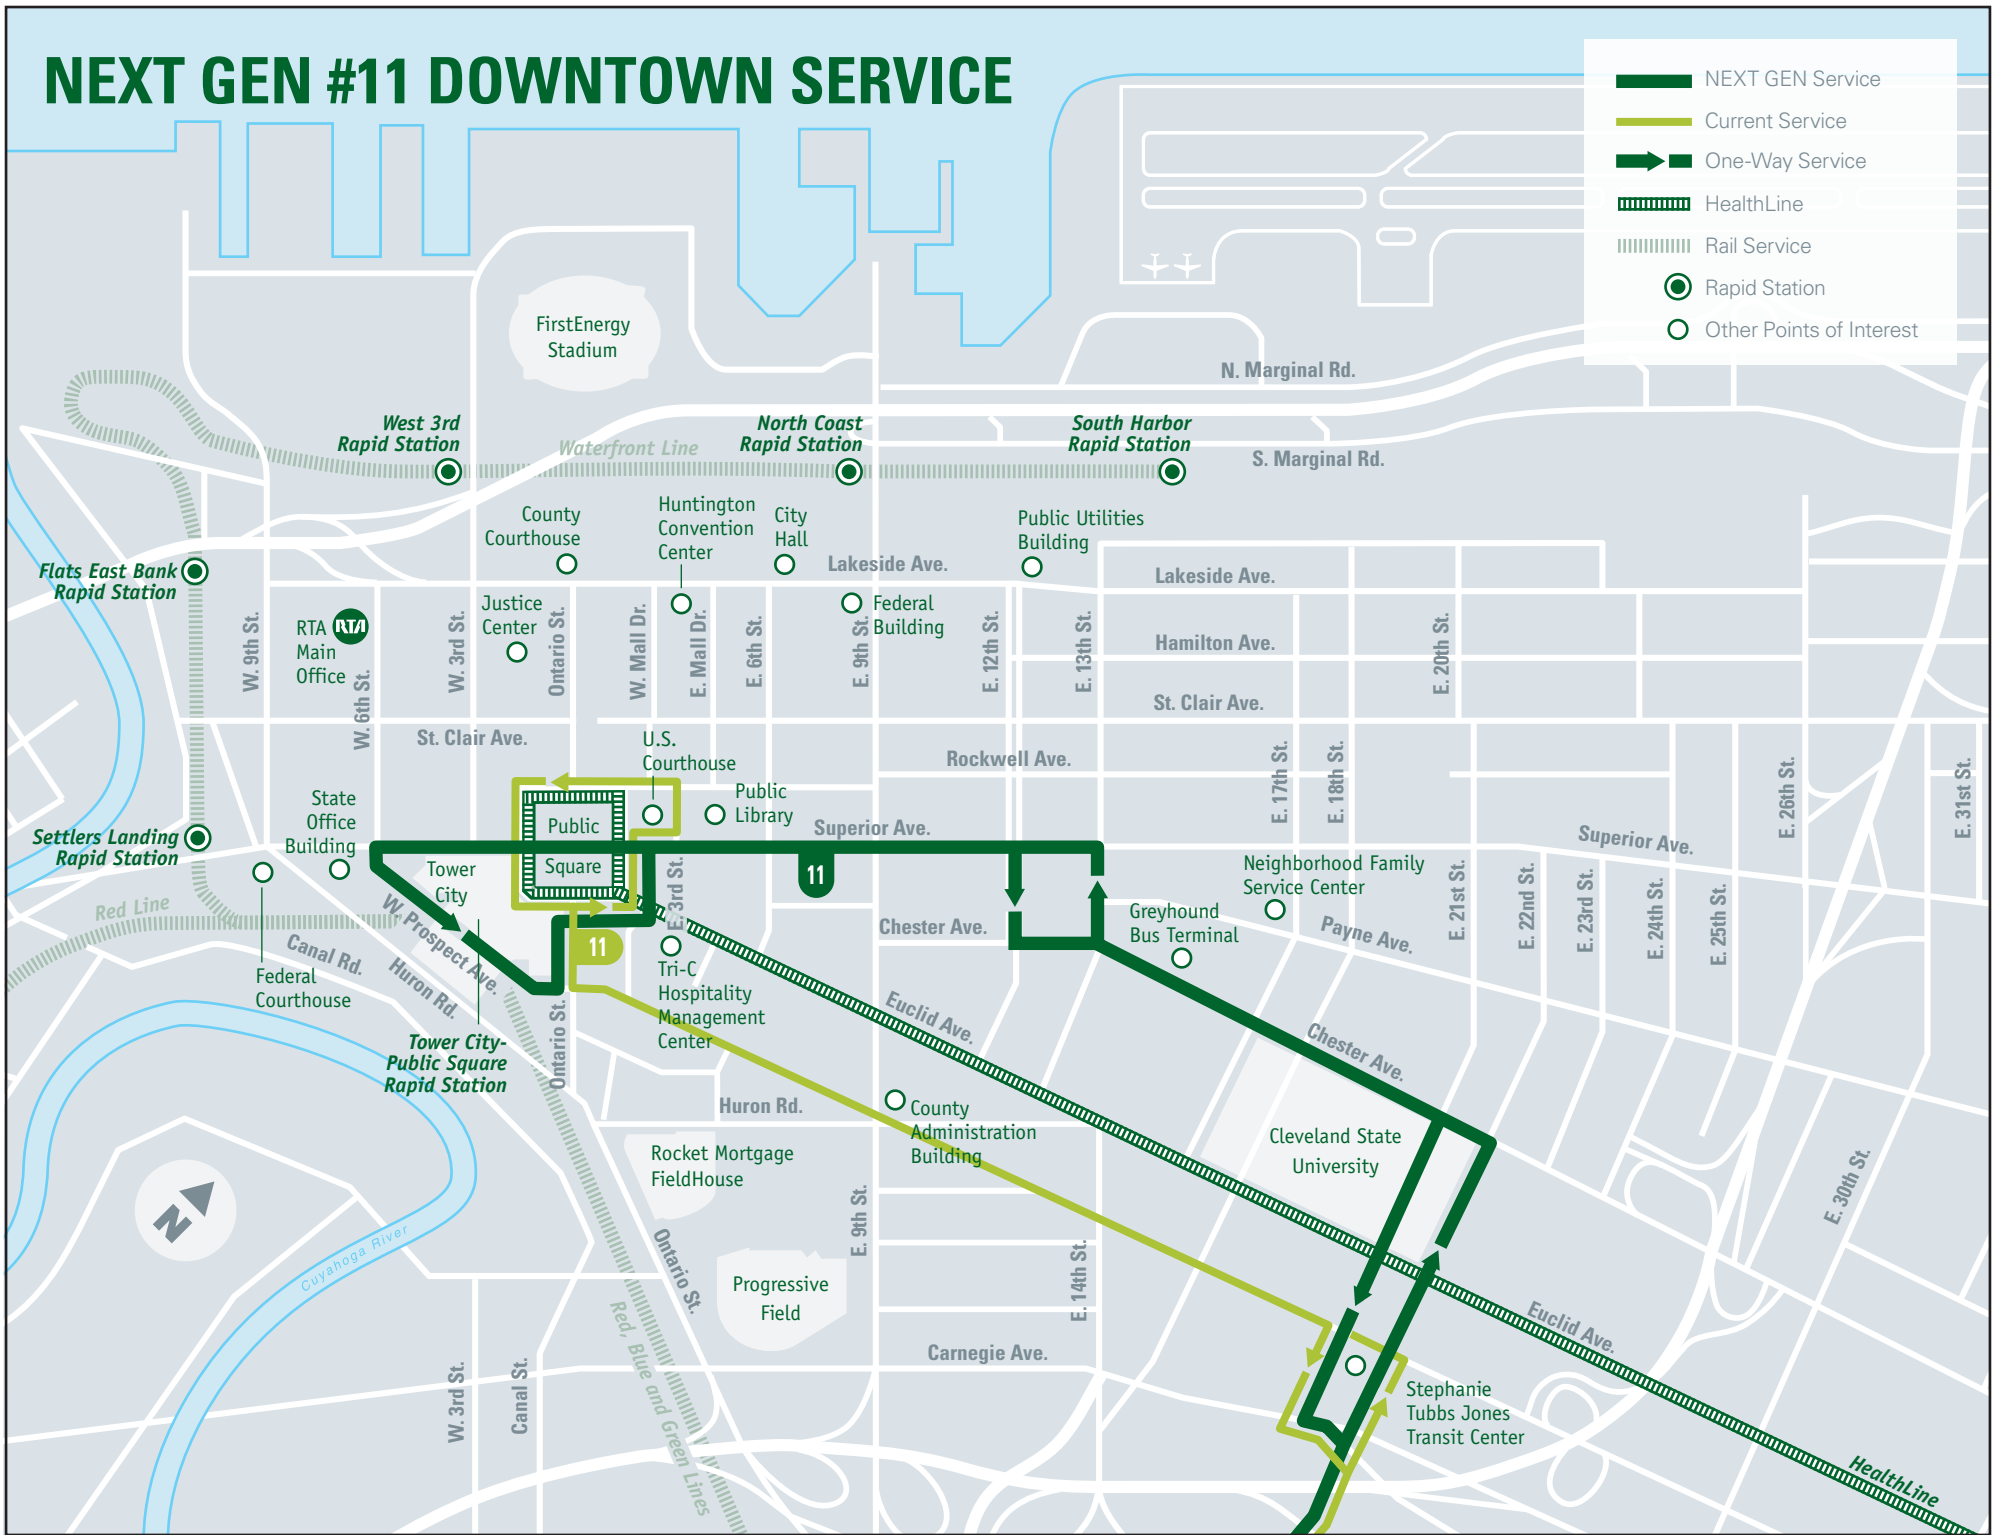 NEXT GEN #11 DOWNTOWN SERVICE
NEXT GEN Service
Current Service
One-Way Service
HealthLine
Rail Service
Rapid Station
Other Points of Interest
FirstEnergy
Stadium
N. Marginal Rd.
West 3rd
Rapid Station
Waterfront Line
North Coast
Rapid Station
South Harbor
Rapid Station
S. Marginal Rd.
County
Courthouse
Huntington
Convention
Center
City
Hall
Public Utilities
Building
Flats East Bank
Rapid Station
Lakeside Ave.
Lakeside Ave.
RTA
Main
Office
RTA
Justice
Center
Federal
Building
W. 9th St.
W. 6th St.
W. 3rd St.
Ontario St.
W. Mall Dr.
E. Mall Dr.
E. 6th St.
E. 9th St.
E. 12th St.
E. 13th St.
Hamilton Ave.
E. 20th St.
St. Clair Ave.
St. Clair Ave.
U.S.
Courthouse
Rockwell Ave.
E. 17th St.
E. 18th St.
E. 26th St.
E. 31st St.
State
Office
Building
Public
Library
Public
Square
Superior Ave.
Superior Ave.
Settlers Landing
Rapid Station
Tower
City
11
E. 3rd St.
Neighborhood Family
Service Center
E. 21st St.
E. 22nd St.
E. 23rd St.
E. 24th St.
E. 25th St.
Red Line
W. Prospect Ave.
Canal Rd.
Huron Rd.
Federal
Courthouse
11
Chester Ave.
Greyhound
Bus Terminal
Payne Ave.
Tri-C
Hospitality
Management
Center
Euclid Ave.
Chester Ave.
Ontario St.
Tower City-
Public Square
Rapid Station
Huron Rd.
County
Administration
Building
Cleveland State
University
Rocket Mortgage
FieldHouse
E. 30th St.
N
Cuyahoga River
Ontario St.
E. 9th St.
E. 14th St.
Progressive
Field
Red, Blue and Green Lines
Euclid Ave.
Carnegie Ave.
W. 3rd St.
Canal St.
Stephanie
Tubbs Jones
Transit Center
HealthLine